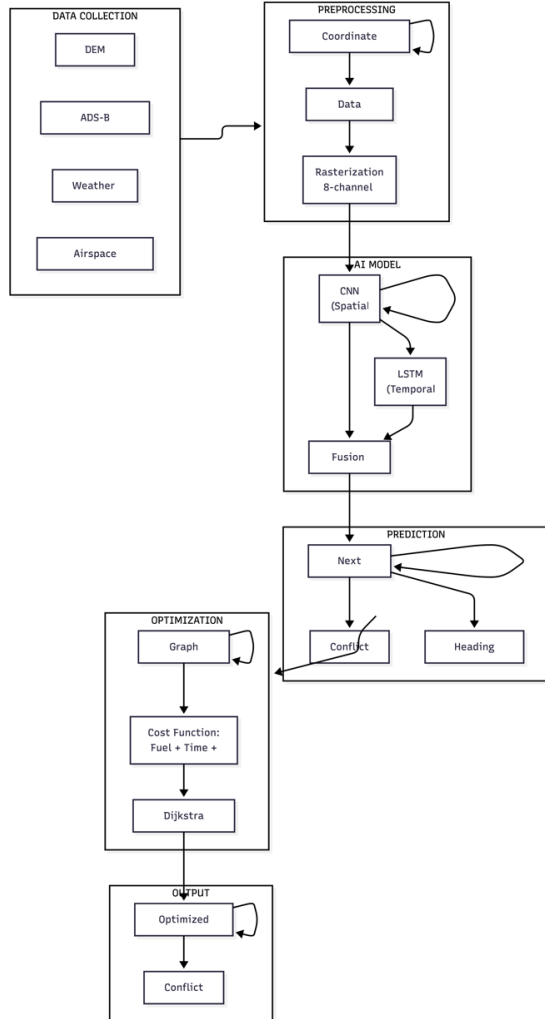 DATA COLLECTION
DEM
ADS-B
Weather
Airspace
PREPROCESSING
Coordinate
Data
Rasterization
8-channel
AI MODEL
CNN
(Spatial
LSTM
(Temporal
Fusion
PREDICTION
Next
Conflict
Heading
OPTIMIZATION
Graph
Cost Function:
Fuel + Time +
Dijkstra
OUTPUT
Optimized
Conflict